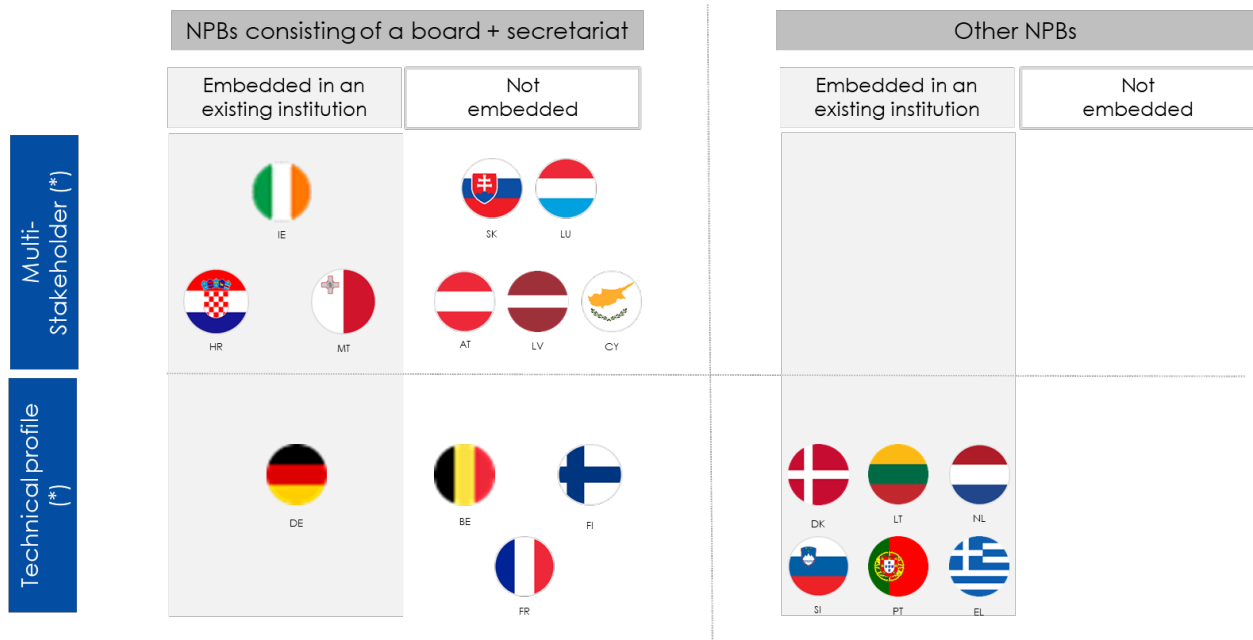 NPBs consisting of a board + secretariat
Other NPBs
Embedded in an
existing institution
Not
embedded
Embedded in an
existing institution
Not
embedded
Multi-
Stakeholder (*)
IE
SK
LU
HR
MT
AT
LV
CY
Technical profile
(*)
DE
BE
FI
FR
DK
LT
NL
SI
PT
EL